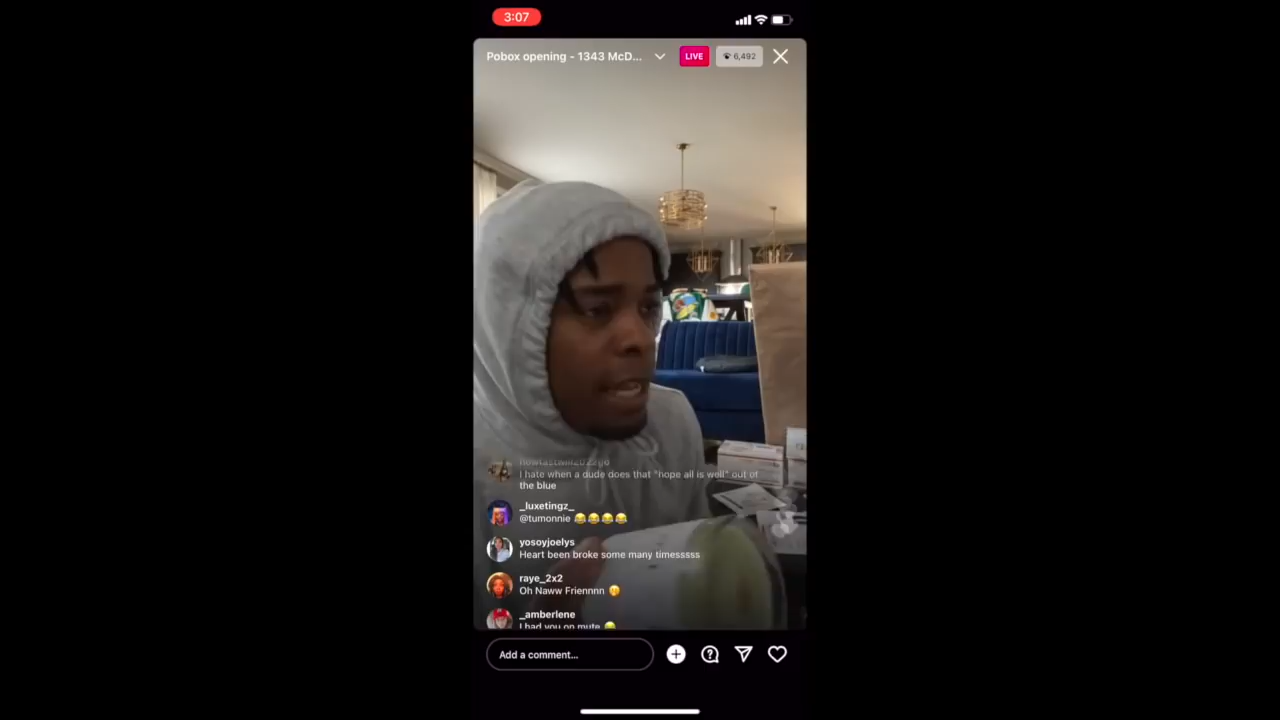 3:07
Pobox opening - 1343 McD...
LIVE
6,492
I hate when a dude does that "hope all is well" out of
the blue
_luxetingz_
@tumonnie 😂😂😂😂
yosoyjoelys
Heart been broke some many timesssss
raye_2x2
Oh Naww Friennnn 🤭
_amberlene
I had you on mute 😂
Add a comment...